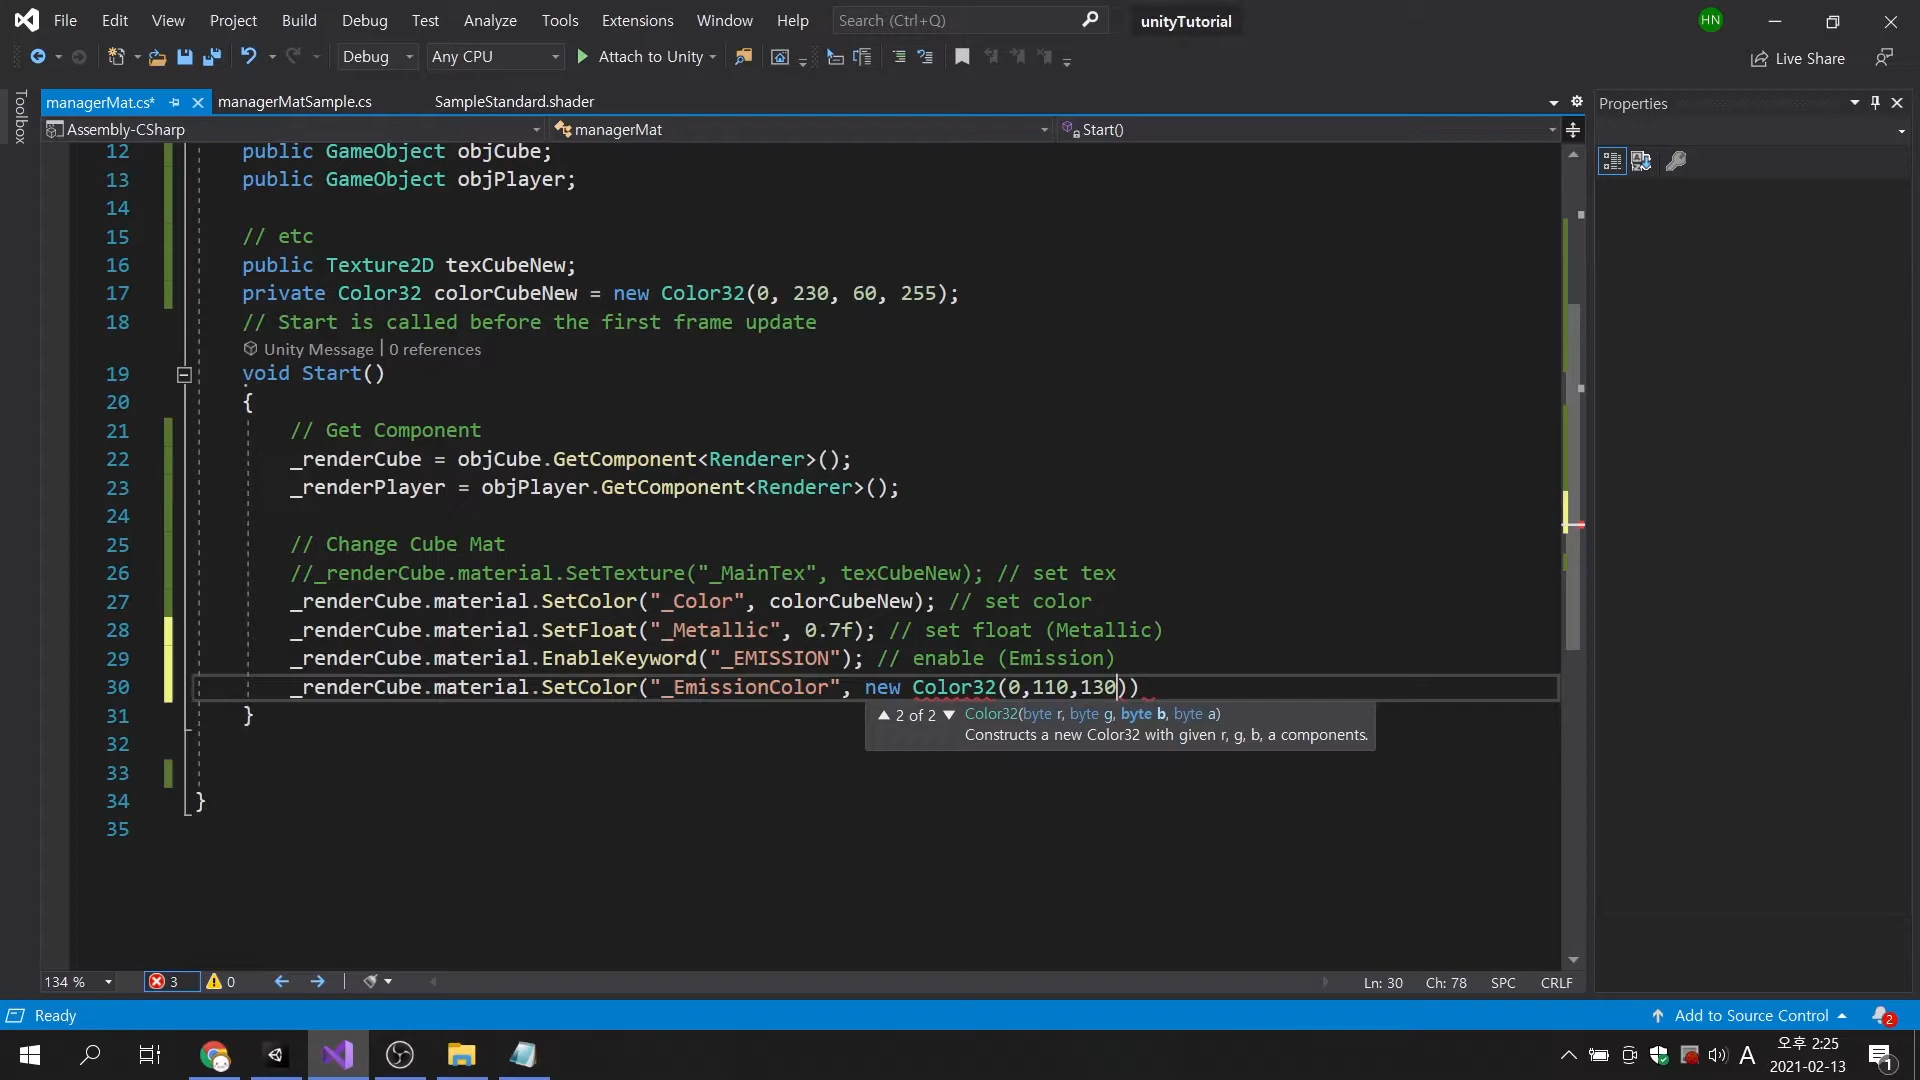 File Edit View Project Build Debug Test Analyze Tools Extensions Window Help Search (Ctrl+Q) unityTutorial HN
Debug Any CPU Attach to Unity Live Share
Toolbox
managerMat.cs* managerMatSample.cs SampleStandard.shader
Properties
Assembly-CSharp managerMat Start()
12 public GameObject objCube;
13 public GameObject objPlayer;
14
15 // etc
16 public Texture2D texCubeNew;
17 private Color32 colorCubeNew = new Color32(0, 230, 60, 255);
18 // Start is called before the first frame update
Unity Message | 0 references
19 void Start()
20 {
21 // Get Component
22 _renderCube = objCube.GetComponent<Renderer>();
23 _renderPlayer = objPlayer.GetComponent<Renderer>();
24
25 // Change Cube Mat
26 //_renderCube.material.SetTexture("_MainTex", texCubeNew); // set tex
27 _renderCube.material.SetColor("_Color", colorCubeNew); // set color
28 _renderCube.material.SetFloat("_Metallic", 0.7f); // set float (Metallic)
29 _renderCube.material.EnableKeyword("_EMISSION"); // enable (Emission)
30 _renderCube.material.SetColor("_EmissionColor", new Color32(0,110,130))
31 }
▲ 2 of 2 ▼ Color32(byte r, byte g, byte b, byte a)
Constructs a new Color32 with given r, g, b, a components.
32
33
34 }
35
134 % 3 0 Ln: 30 Ch: 78 SPC CRLF
Ready Add to Source Control 2
A 오후 2:25
2021-02-13 1